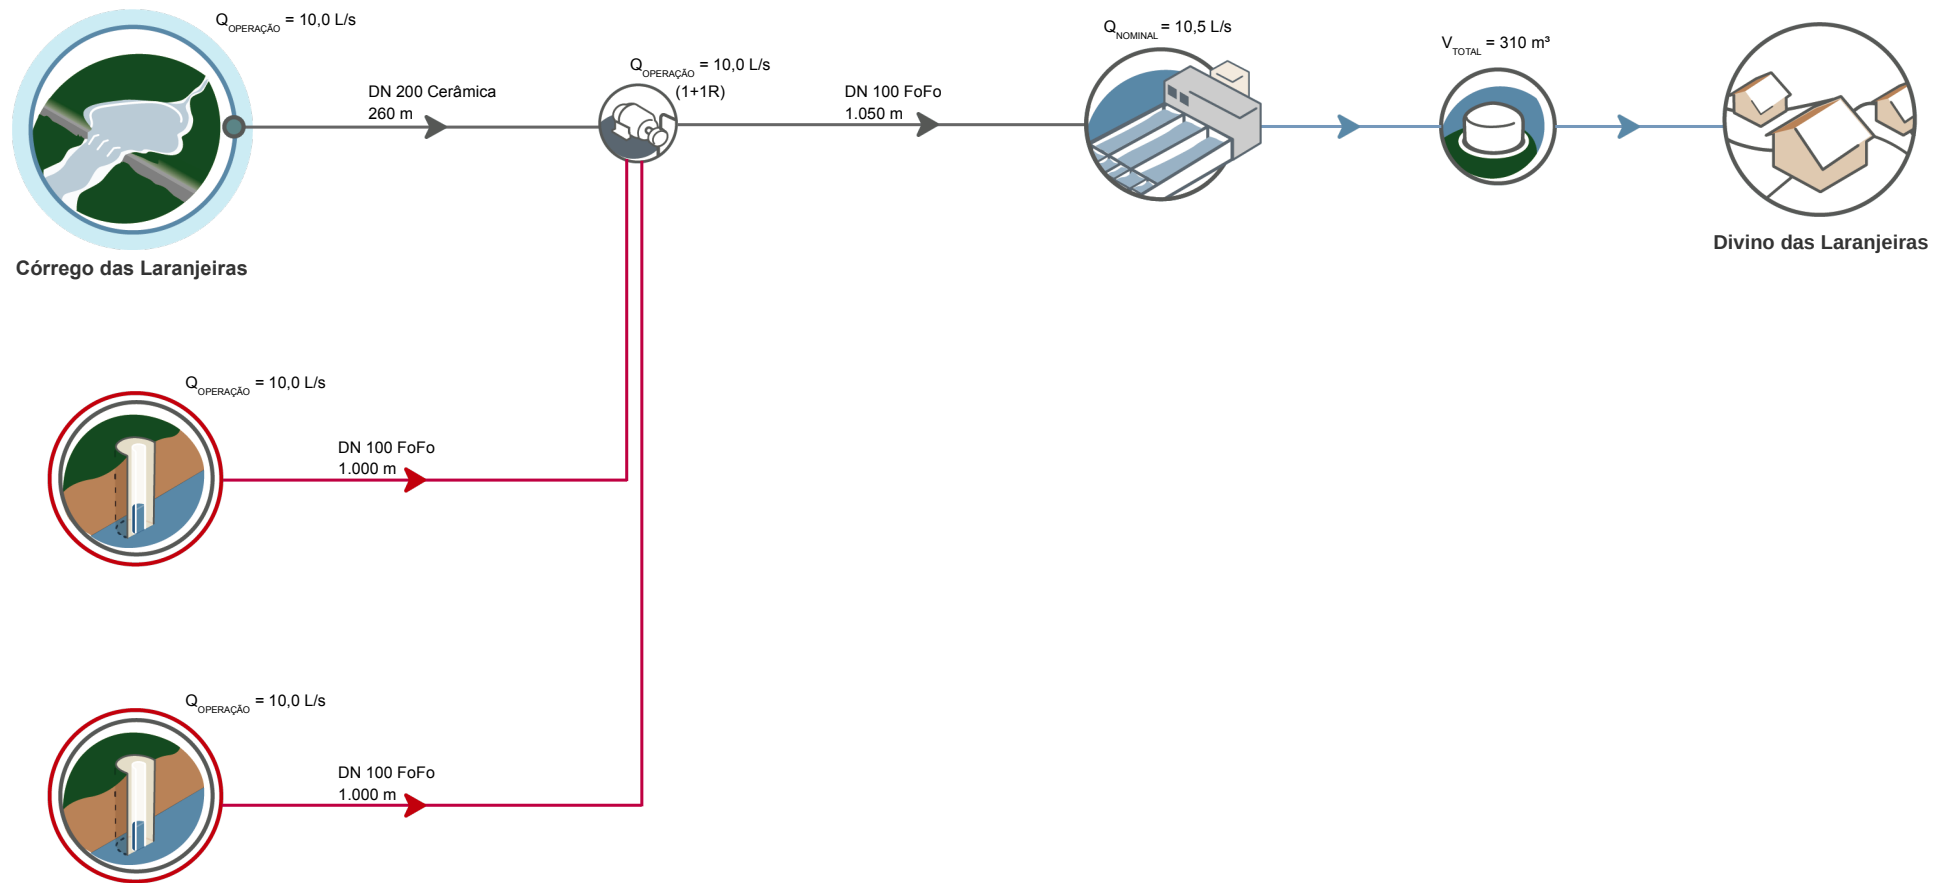 Q OPERAÇÃO = 10,0 L/s
DN 200 Cerâmica
260 m
Q OPERAÇÃO = 10,0 L/s
(1+1R)
DN 100 FoFo
1.050 m
Q NOMINAL = 10,5 L/s
V TOTAL = 310 m³
Córrego das Laranjeiras
Divino das Laranjeiras
Q OPERAÇÃO = 10,0 L/s
DN 100 FoFo
1.000 m
Q OPERAÇÃO = 10,0 L/s
DN 100 FoFo
1.000 m